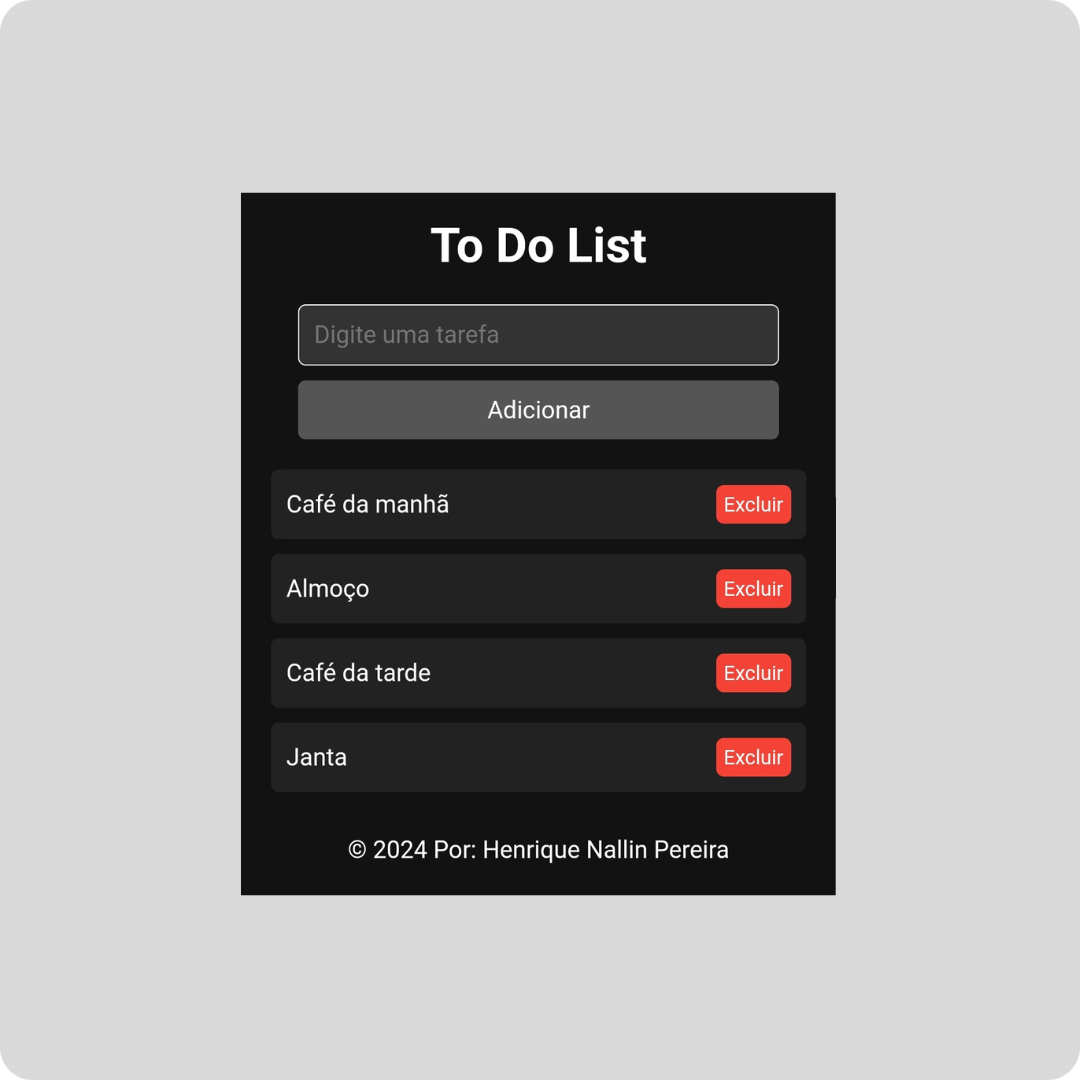 To Do List
Digite uma tarefa
Adicionar
Café da manhã Excluir
Almoço Excluir
Café da tarde Excluir
Janta Excluir
© 2024 Por: Henrique Nallin Pereira